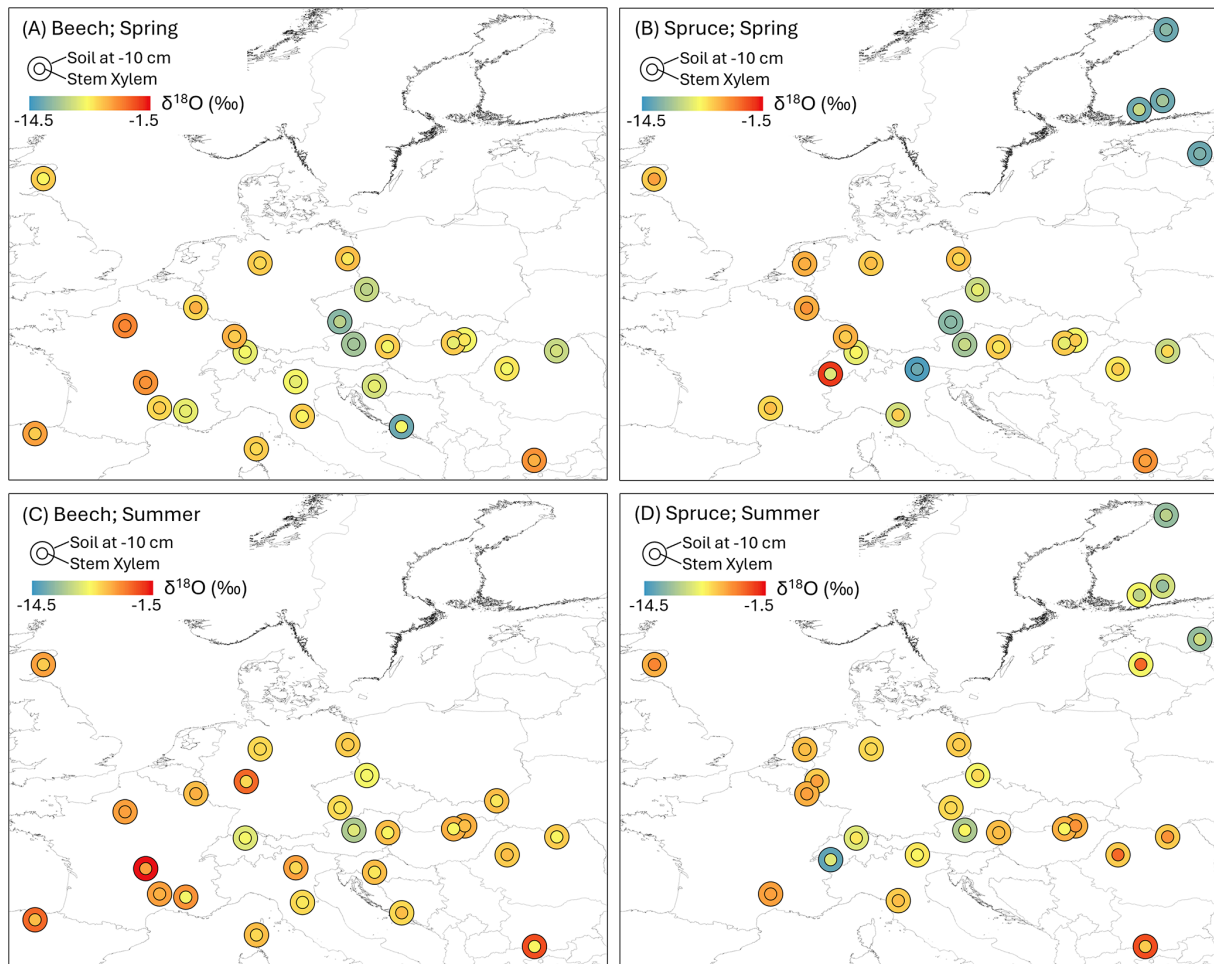 (A) Beech; Spring
Soil at -10 cm
Stem Xylem
δ¹⁸O (‰)
-14.5 -1.5
(B) Spruce; Spring
Soil at -10 cm
Stem Xylem
δ¹⁸O (‰)
-14.5 -1.5
(C) Beech; Summer
Soil at -10 cm
Stem Xylem
δ¹⁸O (‰)
-14.5 -1.5
(D) Spruce; Summer
Soil at -10 cm
Stem Xylem
δ¹⁸O (‰)
-14.5 -1.5